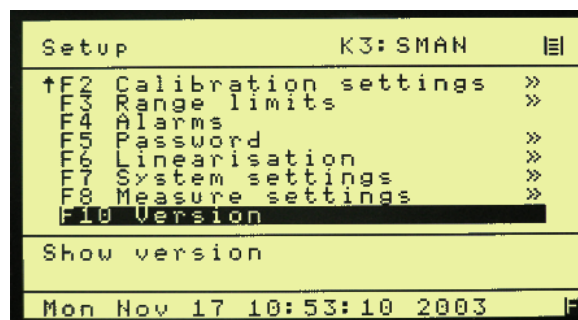 Setup K3:SMAN
↑F2 Calibration settings »
F3 Range limits »
F4 Alarms
F5 Password »
F6 Linearisation »
F7 System settings »
F8 Measure settings »
F10 Version
Show version
Mon Nov 17 10:53:10 2003